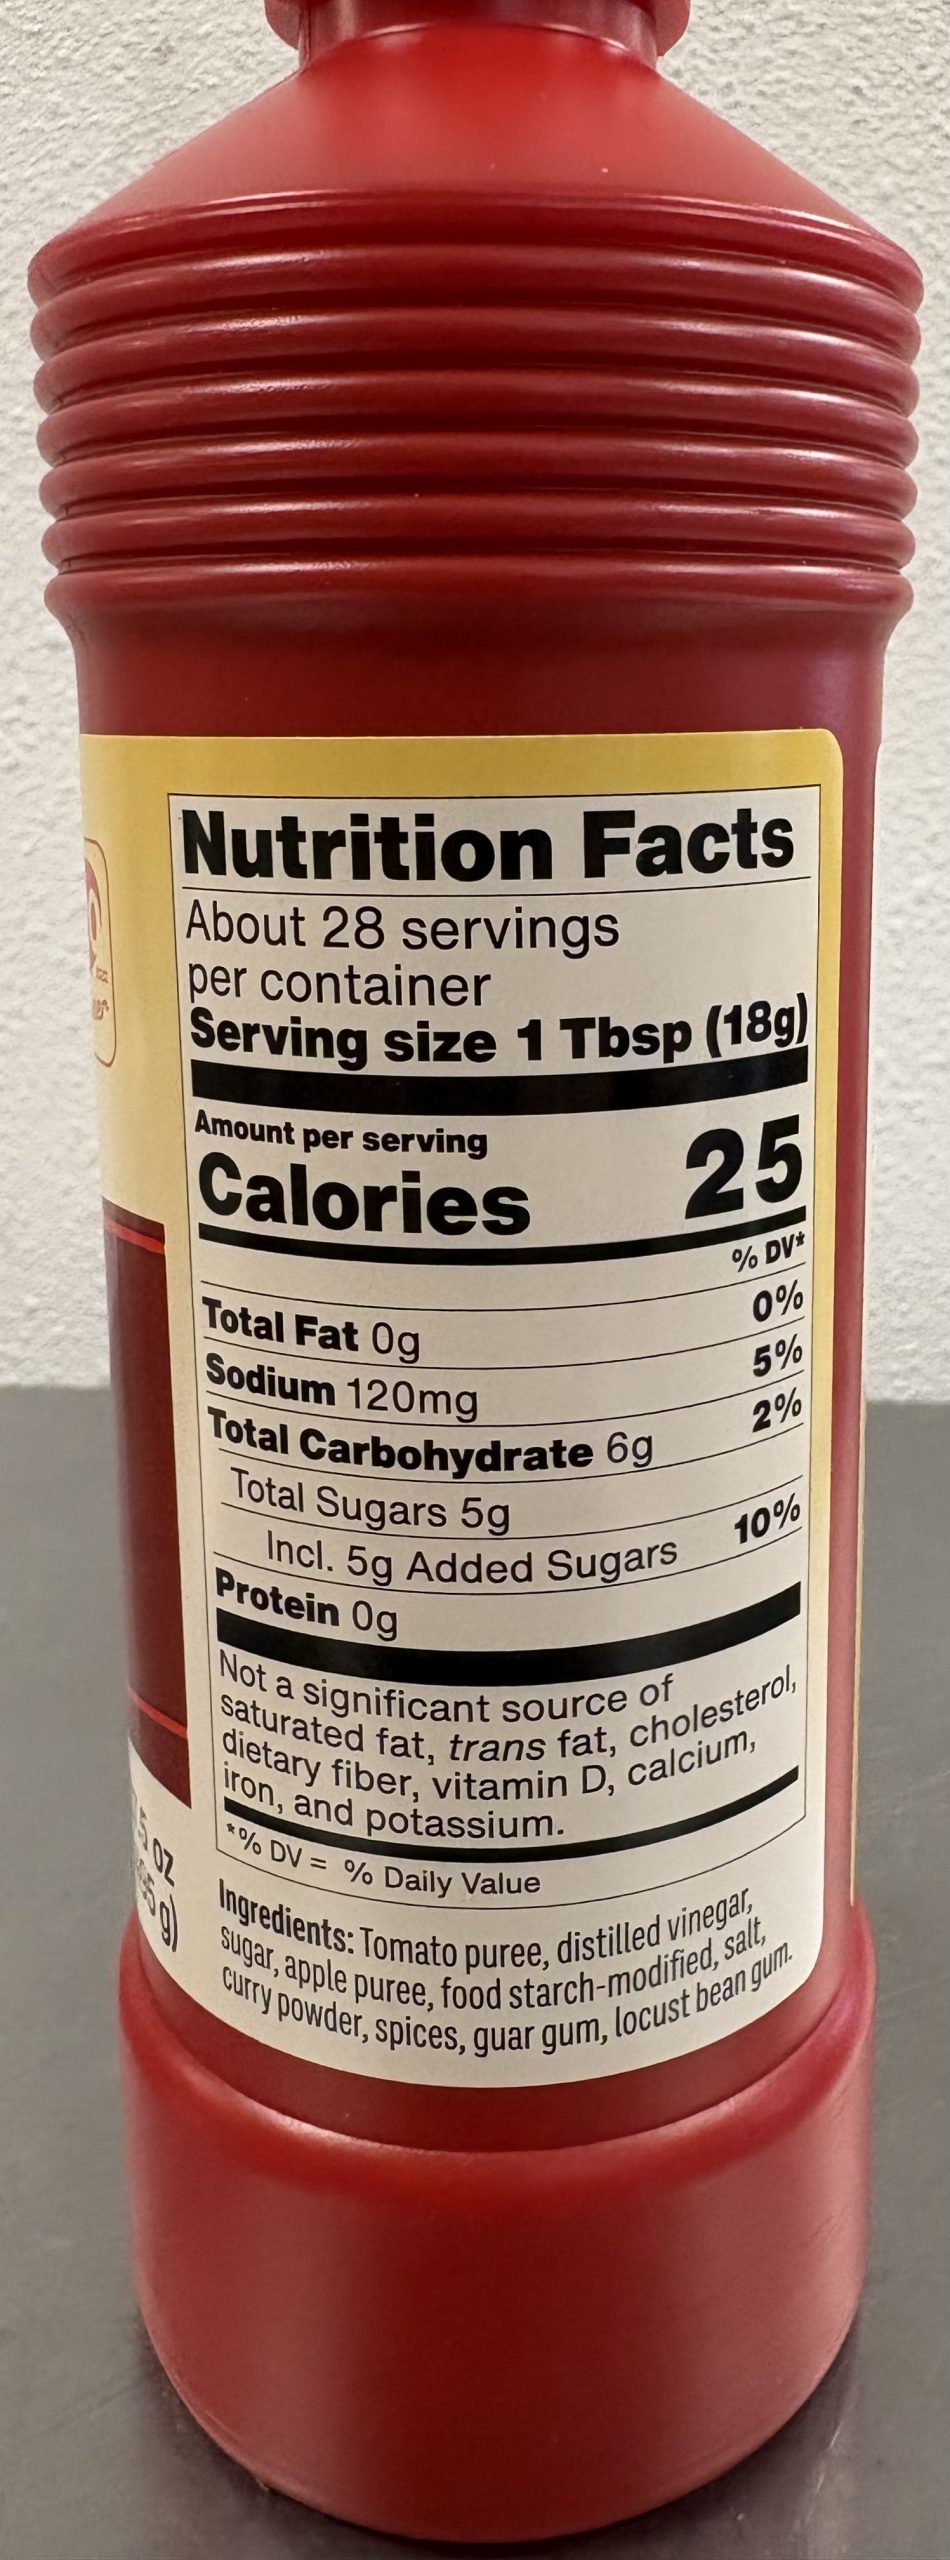 Nutrition Facts
About 28 servings
per container
Serving size 1 Tbsp (18g)
Amount per serving
Calories 25
% DV*
Total Fat 0g 0%
Sodium 120mg 5%
Total Carbohydrate 6g 2%
Total Sugars 5g
Incl. 5g Added Sugars 10%
Protein 0g
Not a significant source of
saturated fat, trans fat, cholesterol,
dietary fiber, vitamin D, calcium,
iron, and potassium.
*% DV = % Daily Value
Ingredients: Tomato puree, distilled vinegar,
sugar, apple puree, food starch-modified, salt,
curry powder, spices, guar gum, locust bean gum.
5 OZ
5 g)